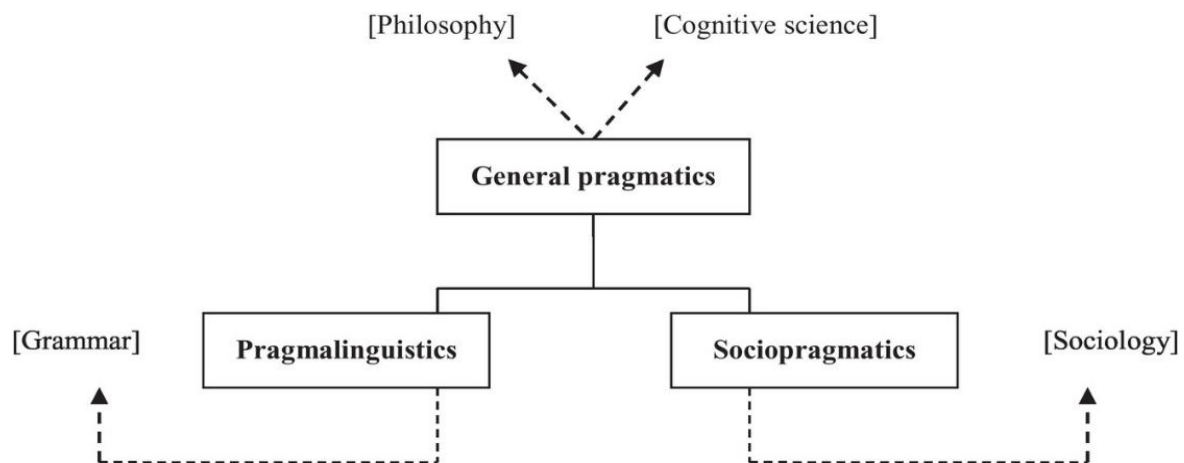 [Philosophy] [Cognitive science]
General pragmatics
[Grammar] Pragmalinguistics Sociopragmatics [Sociology]